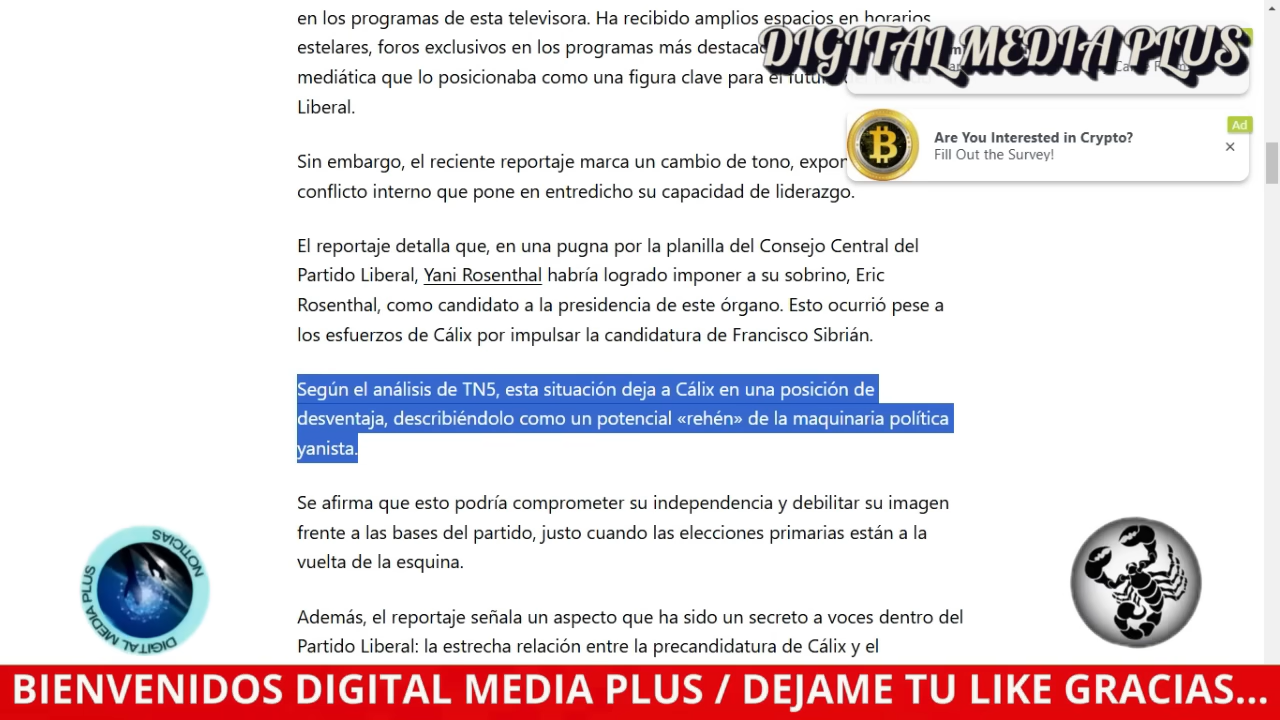 en los programas de esta televisora. Ha recibido amplios espacios en horarios
estelares, foros exclusivos en los programas más
DIGITAL MEDIA PLUS
mediática que lo posicionaba como una figura clave para el
Liberal.
Ad
Are You Interested in Crypto?
Fill Out the Survey!
Sin embargo, el reciente reportaje marca un cambio de tono,
conflicto interno que pone en entredicho su capacidad de liderazgo.
El reportaje detalla que, en una pugna por la planilla del Consejo Central del
Partido Liberal, Yani Rosenthal habría logrado imponer a su sobrino, Eric
Rosenthal, como candidato a la presidencia de este órgano. Esto ocurrió pese a
los esfuerzos de Cálix por impulsar la candidatura de Francisco Sibrián.
Según el análisis de TN5, esta situación deja a Cálix en una posición de
desventaja, describiéndolo como un potencial «rehén» de la maquinaria política
yanista.
Se afirma que esto podría comprometer su independencia y debilitar su imagen
frente a las bases del partido, justo cuando las elecciones primarias están a la
vuelta de la esquina.
Además, el reportaje señala un aspecto que ha sido un secreto a voces dentro del
Partido Liberal: la estrecha relación entre la precandidatura de Cálix y el
DIGITAL MEDIA PLUS
NOTICIAS
BIENVENIDOS DIGITAL MEDIA PLUS / DEJAME TU LIKE GRACIAS...